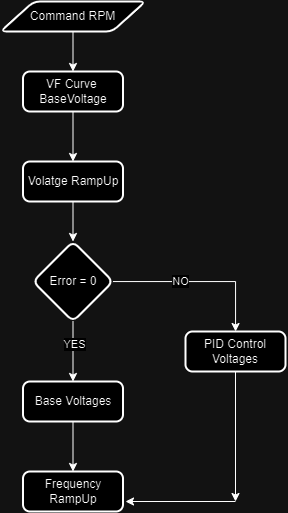 Command RPM
VF Curve
BaseVoltage
Volatge RampUp
Error = 0
NO
YES
PID Control
Voltages
Base Voltages
Frequency
RampUp